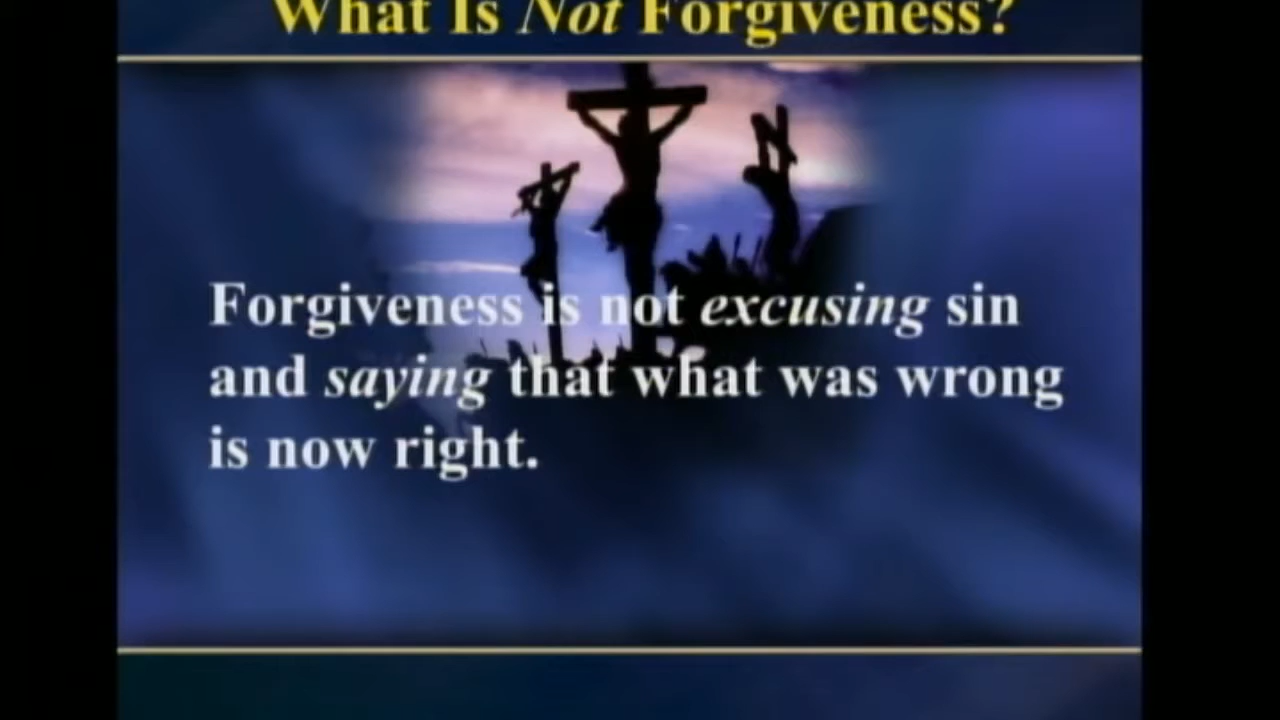 What Is Not Forgiveness?
Forgiveness is not excusing sin
and saying that what was wrong
is now right.